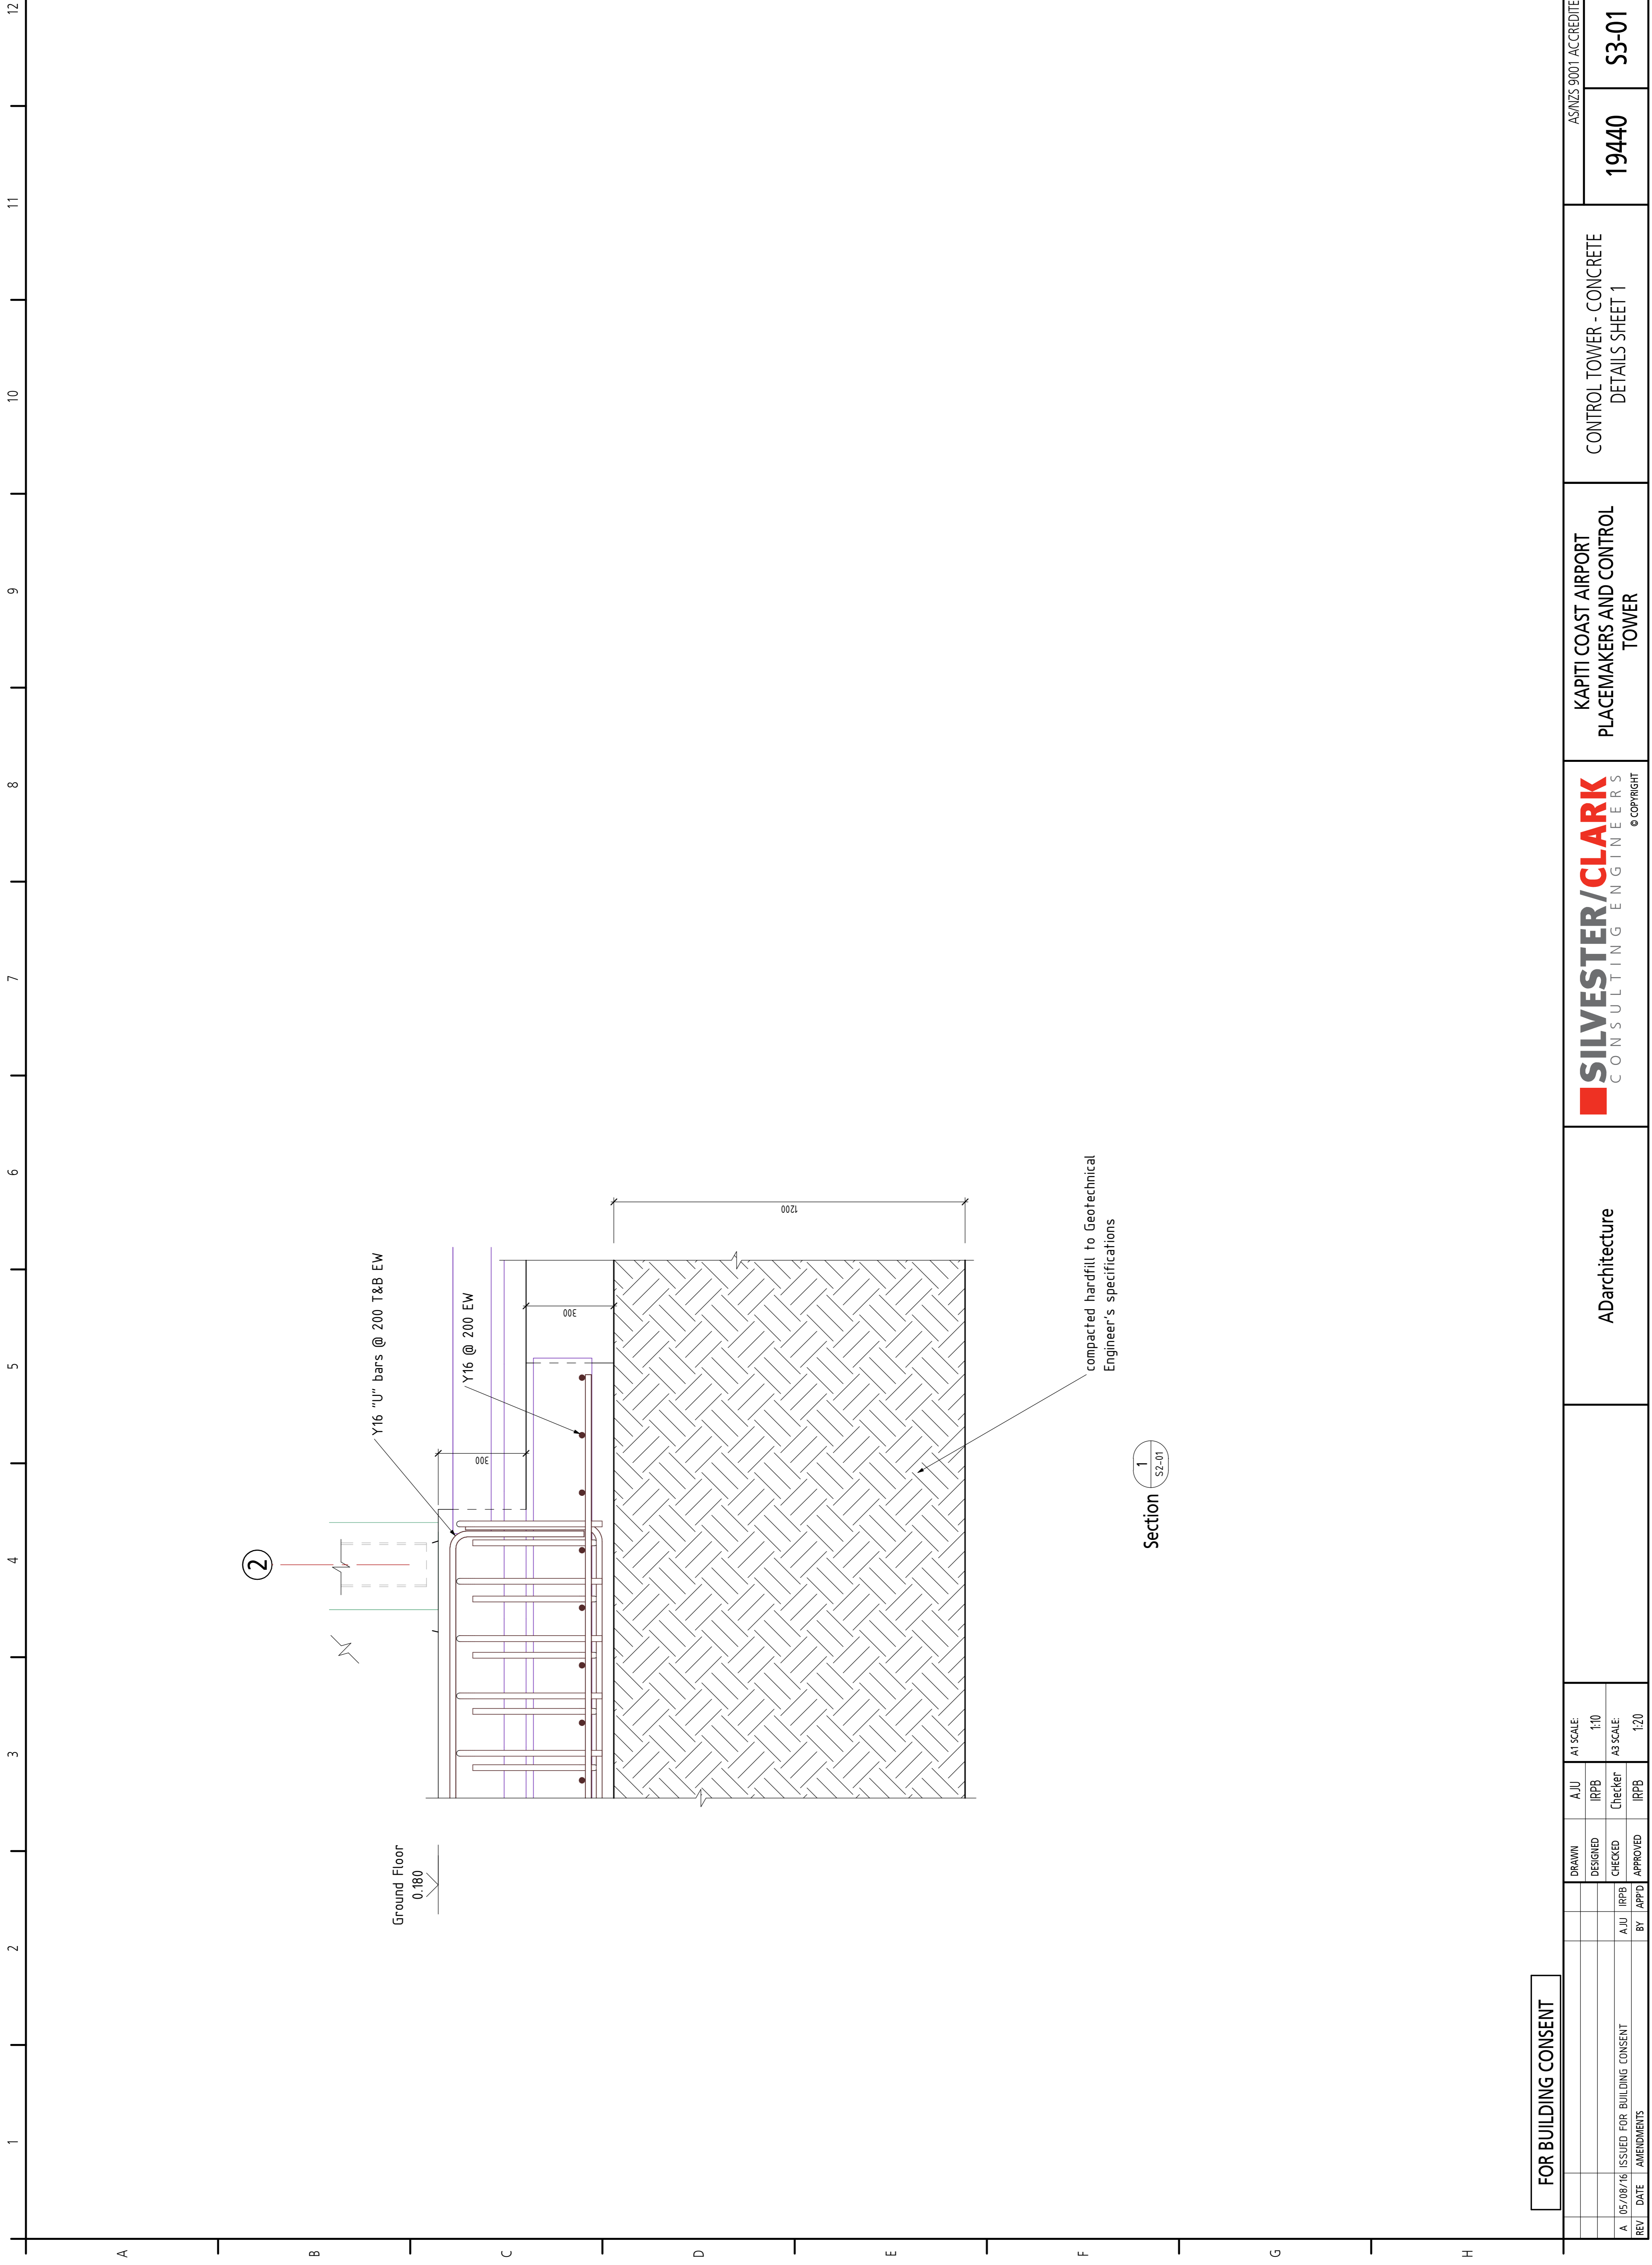 1 2 3 4 5 6 7 8 9 10 11 12
A
B
C
D
E
F
G
H
2
Y16 "U" bars @ 200 T&B EW
Y16 @ 200 EW
Ground Floor
0.180
300
300
1200
compacted hardfill to Geotechnical
Engineer's specifications
Section 1
S2-01
FOR BUILDING CONSENT
A 05/08/16 ISSUED FOR BUILDING CONSENT AJU IRPB
REV DATE AMENDMENTS BY APP'D
DRAWN AJU
DESIGNED IRPB
CHECKED Checker
APPROVED IRPB
A1 SCALE:
1:10
A3 SCALE:
1:20
ADarchitecture
SILVESTER/CLARK
CONSULTING ENGINEERS
© COPYRIGHT
KAPITI COAST AIRPORT
PLACEMAKERS AND CONTROL
TOWER
CONTROL TOWER - CONCRETE
DETAILS SHEET 1
AS/NZS 9001 ACCREDITE
19440
S3-01